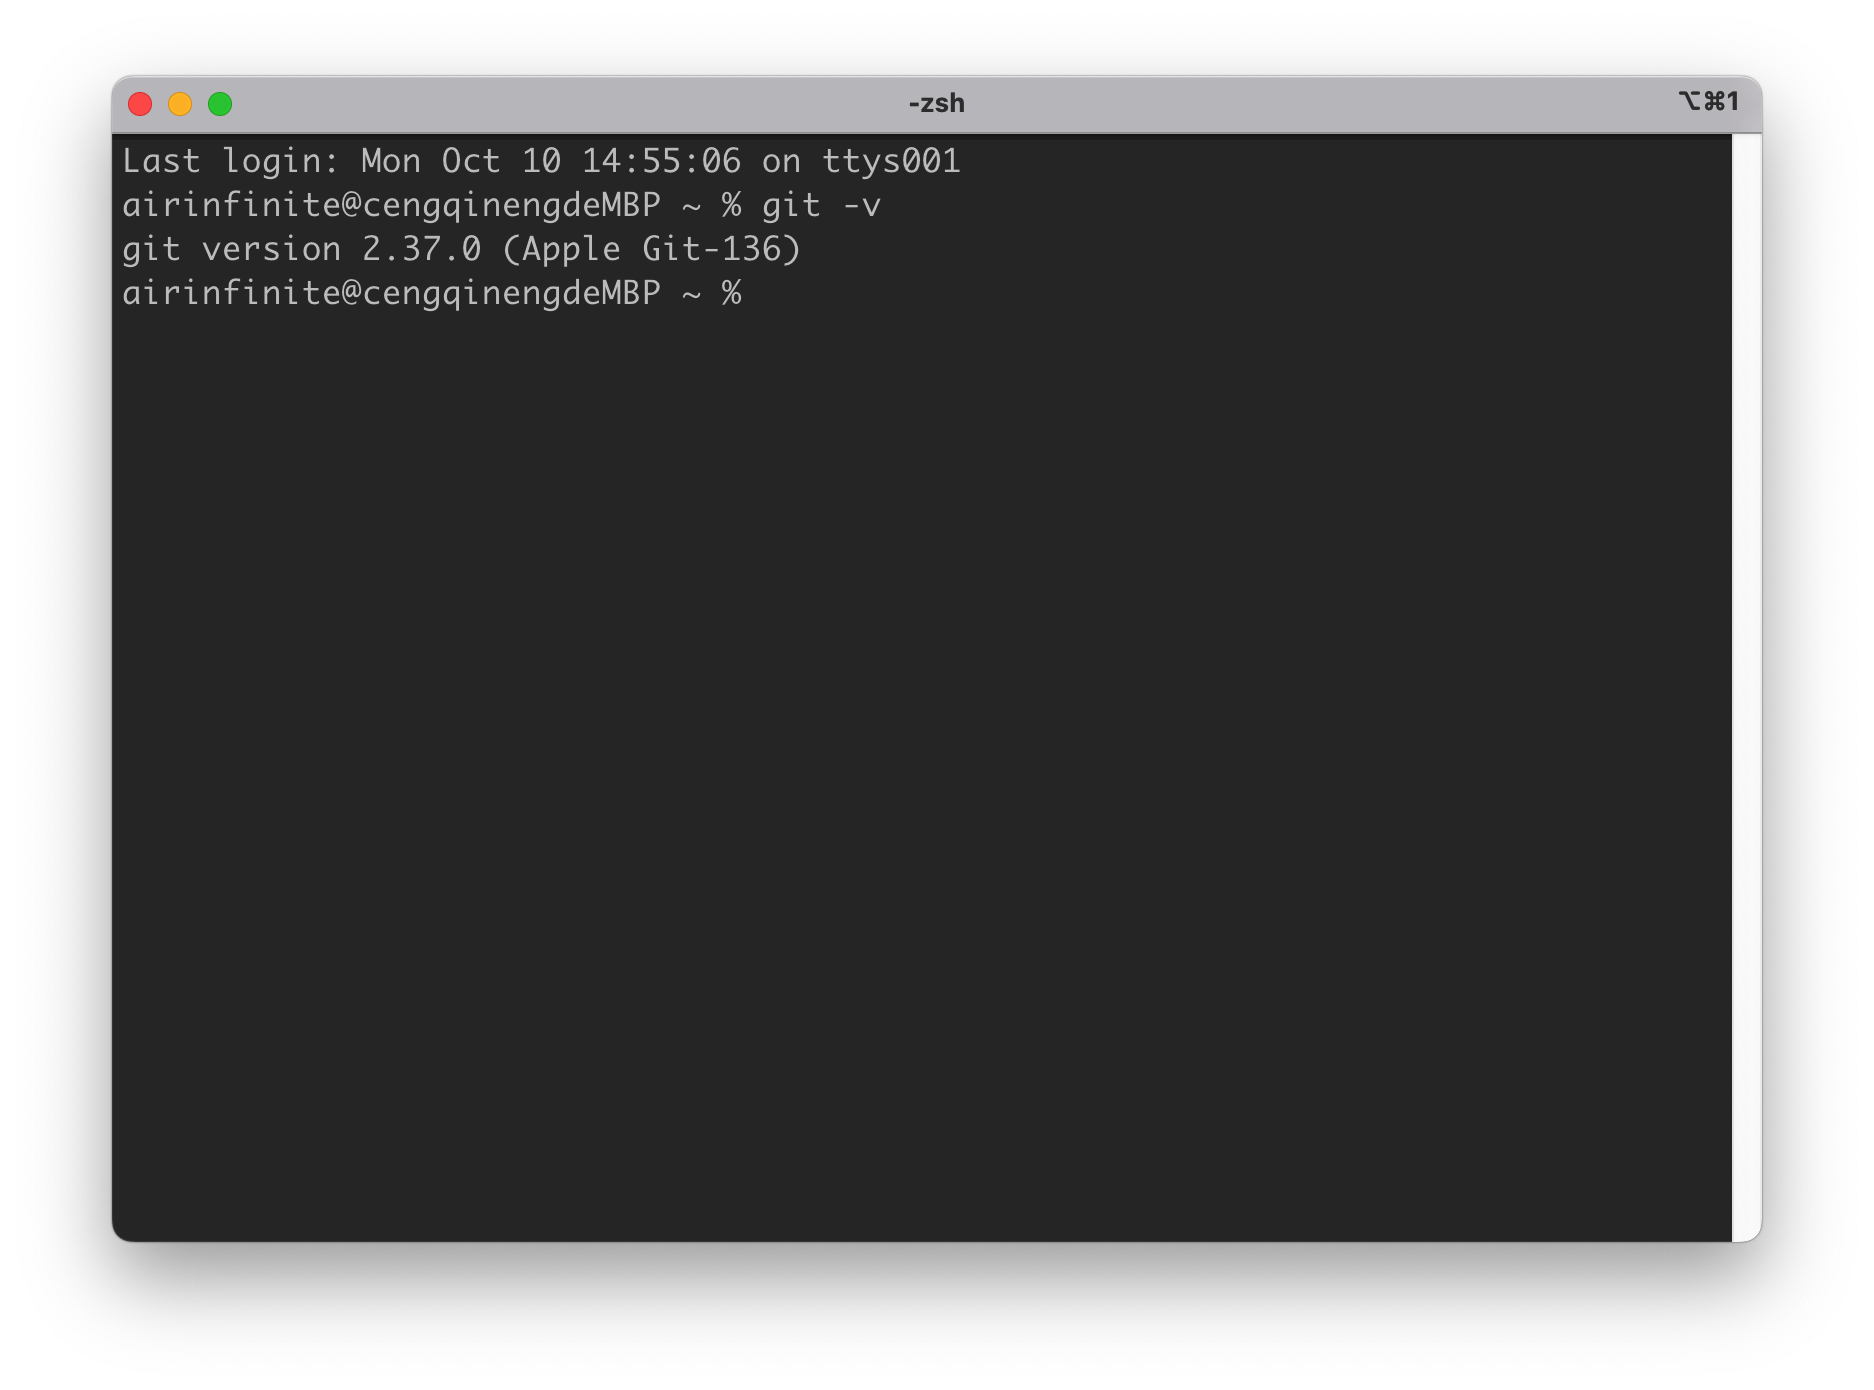 -zsh
⌥⌘1
Last login: Mon Oct 10 14:55:06 on ttys001
airinfinite@cengqinengdeMBP ~ % git -v
git version 2.37.0 (Apple Git-136)
airinfinite@cengqinengdeMBP ~ %